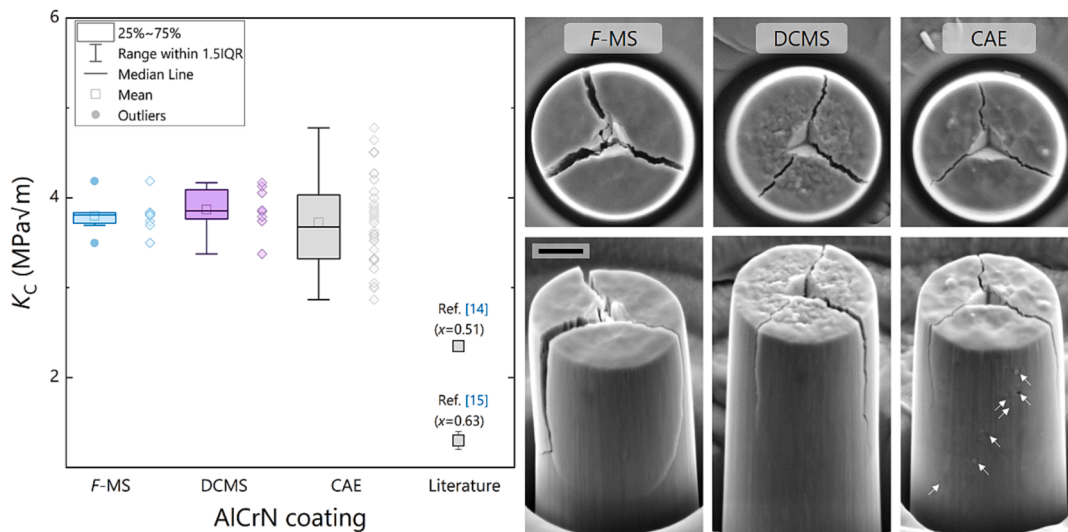 6
4
2
K_C (MPa√m)
25%~75%
Range within 1.5IQR
Median Line
Mean
Outliers
Ref. [14]
(x=0.51)
Ref. [15]
(x=0.63)
F-MS
DCMS
CAE
Literature
AlCrN coating
F-MS
DCMS
CAE